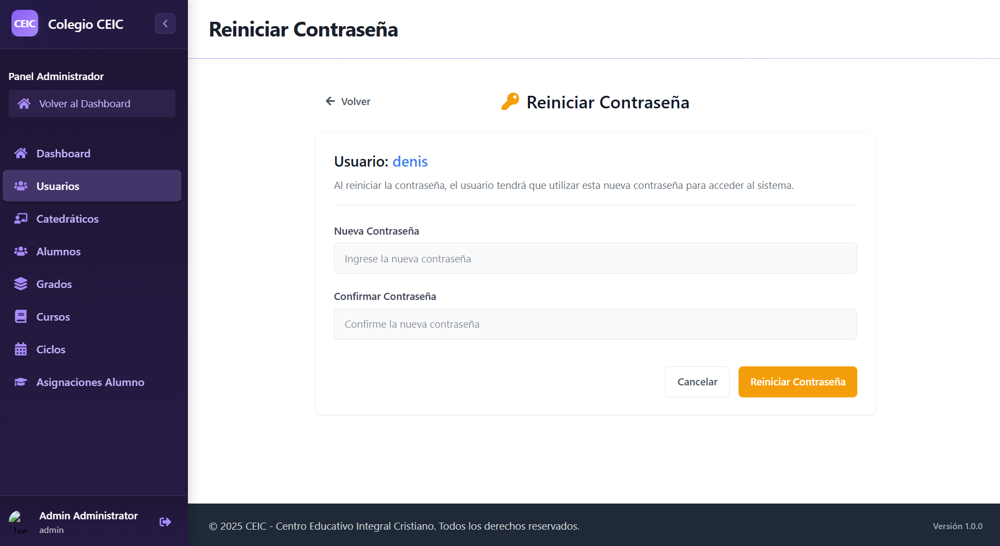 CEIC
Colegio CEIC
Panel Administrador
Volver al Dashboard
Dashboard
Usuarios
Catedráticos
Alumnos
Grados
Cursos
Ciclos
Asignaciones Alumno
Admin Administrator
admin
Reiniciar Contraseña
Volver
Reiniciar Contraseña
Usuario: denis
Al reiniciar la contraseña, el usuario tendrá que utilizar esta nueva contraseña para acceder al sistema.
Nueva Contraseña
Ingrese la nueva contraseña
Confirmar Contraseña
Confirme la nueva contraseña
Cancelar
Reiniciar Contraseña
© 2025 CEIC - Centro Educativo Integral Cristiano. Todos los derechos reservados.
Versión 1.0.0